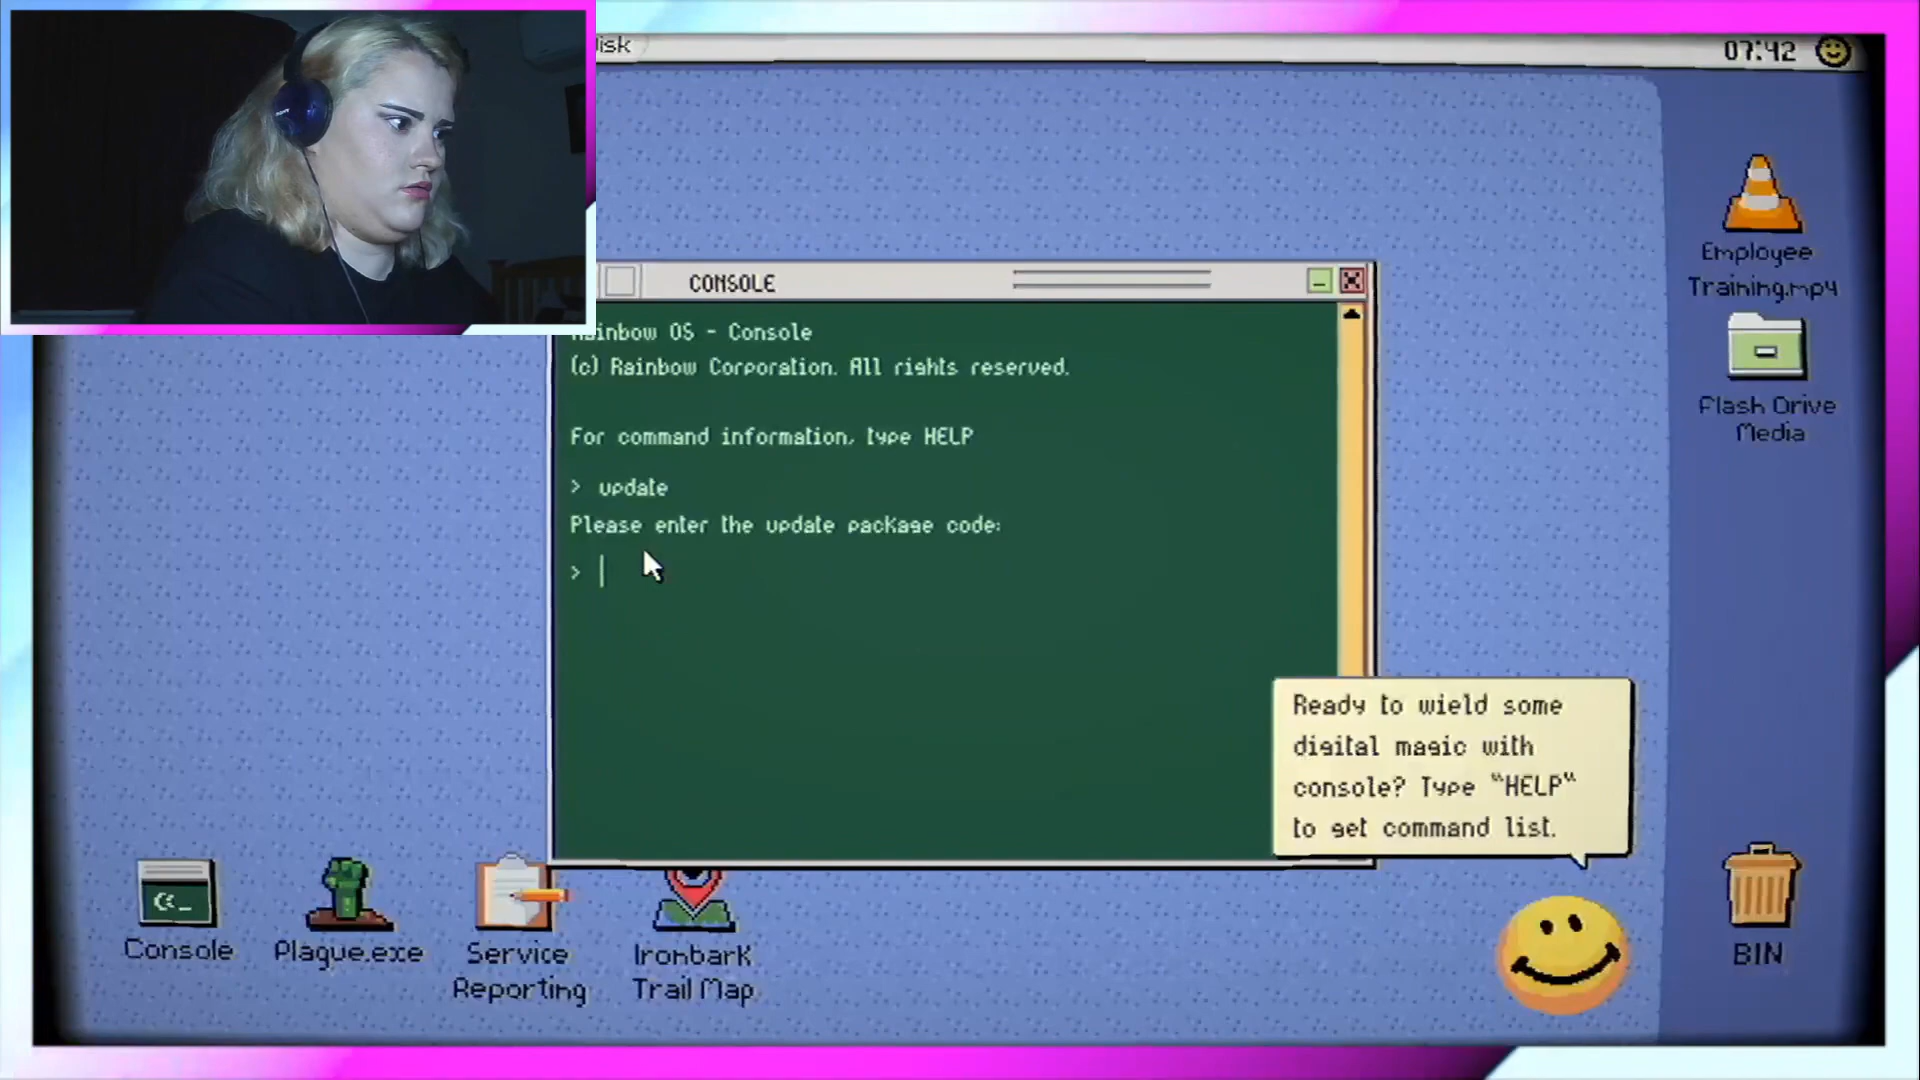 isk
07:42
Employee
Training.mp4
Flash Drive
Media
CONSOLE
Rainbow OS - Console
(c) Rainbow Corporation. All rights reserved.
For command information, type HELP
> update
Please enter the update package code:
>
Ready to wield some
digital magic with
console? Type "HELP"
to get command list.
Console
Plague.exe
Service
Reporting
Ironbark
Trail Map
BIN